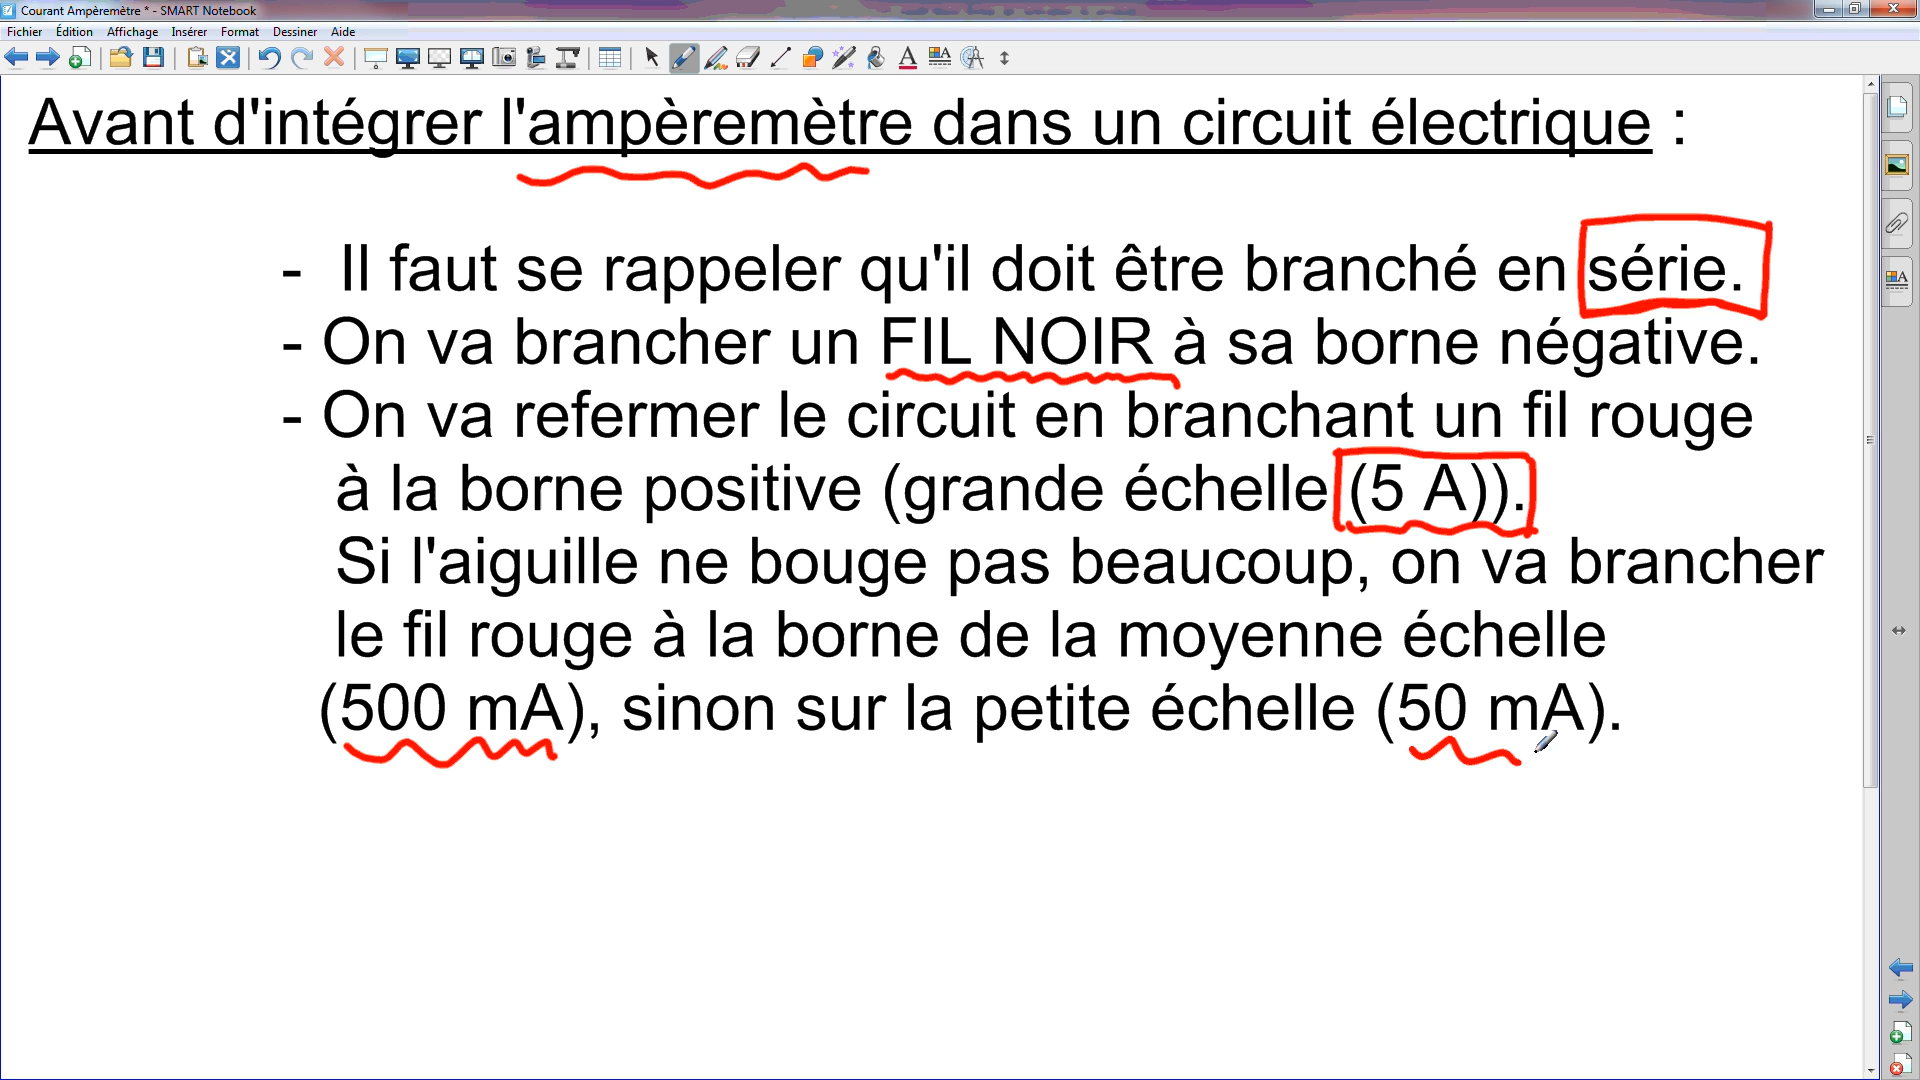 Courant Ampèremètre * - SMART Notebook
Fichier Édition Affichage Insérer Format Dessiner Aide
Avant d'intégrer l'ampèremètre dans un circuit électrique :
- Il faut se rappeler qu'il doit être branché en série.
- On va brancher un FIL NOIR à sa borne négative.
- On va refermer le circuit en branchant un fil rouge
à la borne positive (grande échelle (5 A)).
Si l'aiguille ne bouge pas beaucoup, on va brancher
le fil rouge à la borne de la moyenne échelle
(500 mA), sinon sur la petite échelle (50 mA).